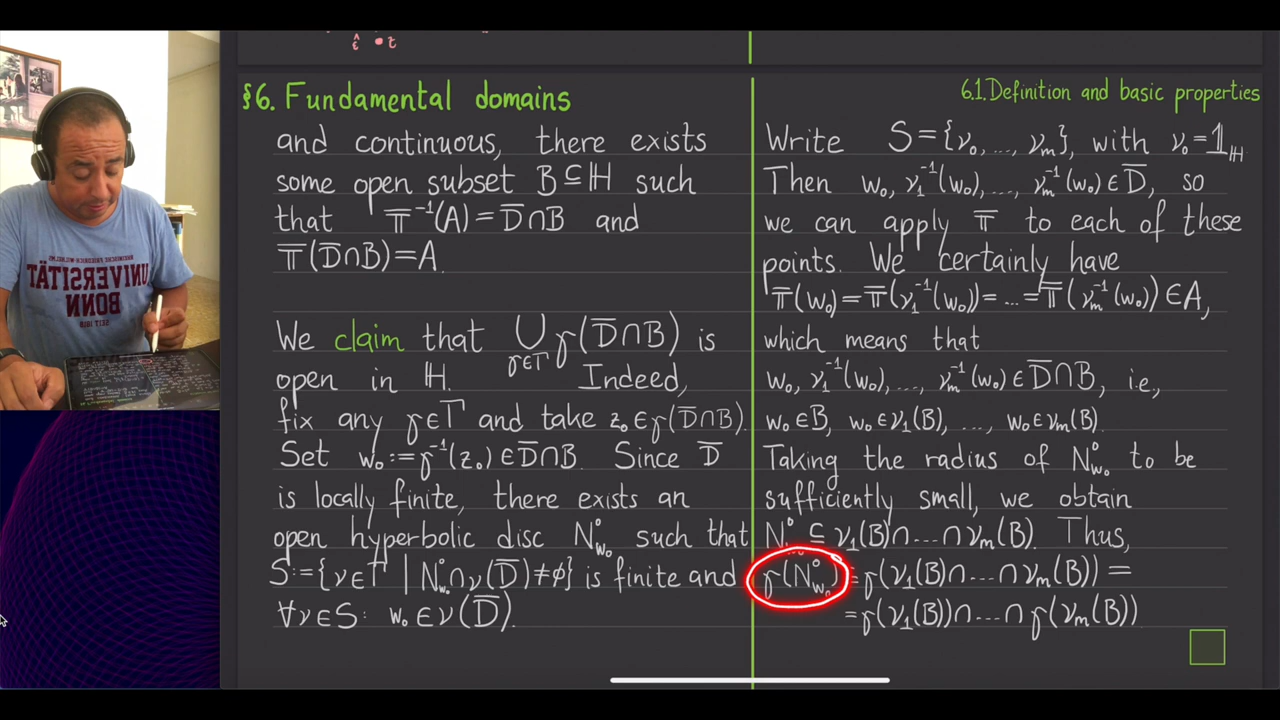 §6. Fundamental domains
6.1. Definition and basic properties
and continuous, there exists
some open subset B⊆ℍ such
that π̅⁻¹(A) = D̅∩B and
π̅(D̅∩B) = A.
We claim that ⋃_{γ∈Γ} γ(D̅∩B) is
open in ℍ. Indeed,
fix any γ∈Γ and take z₀∈γ(D̅∩B).
Set w₀:=γ⁻¹(z₀)∈D̅∩B. Since D̅
is locally finite, there exists an
open hyperbolic disc N°_{w₀} such that
S:={ν∈Γ | N°_{w₀}∩ν(D̅)≠∅} is finite and
∀ν∈S: w₀∈ν(D̅).
Write S={ν₀,..., νₘ}, with ν₀=𝟙_ℍ
Then w₀, ν₁⁻¹(w₀),..., νₘ⁻¹(w₀)∈D̅, so
we can apply π̅ to each of these
points. We certainly have
π̅(w₀)=π̅(ν₁⁻¹(w₀))=...=π̅(νₘ⁻¹(w₀))∈A,
which means that
w₀, ν₁⁻¹(w₀),..., νₘ⁻¹(w₀)∈D̅∩B, i.e.,
w₀∈B, w₀∈ν₁(B), ..., w₀∈νₘ(B).
Taking the radius of N°_{w₀} to be
sufficiently small, we obtain
N°_{w₀} ⊆ ν₁(B)∩...∩νₘ(B). Thus,
γ(N°_{w₀})=γ(ν₁(B)∩...∩νₘ(B))=
=γ(ν₁(B))∩...∩γ(νₘ(B))
UNIVERSITÄT
BONN